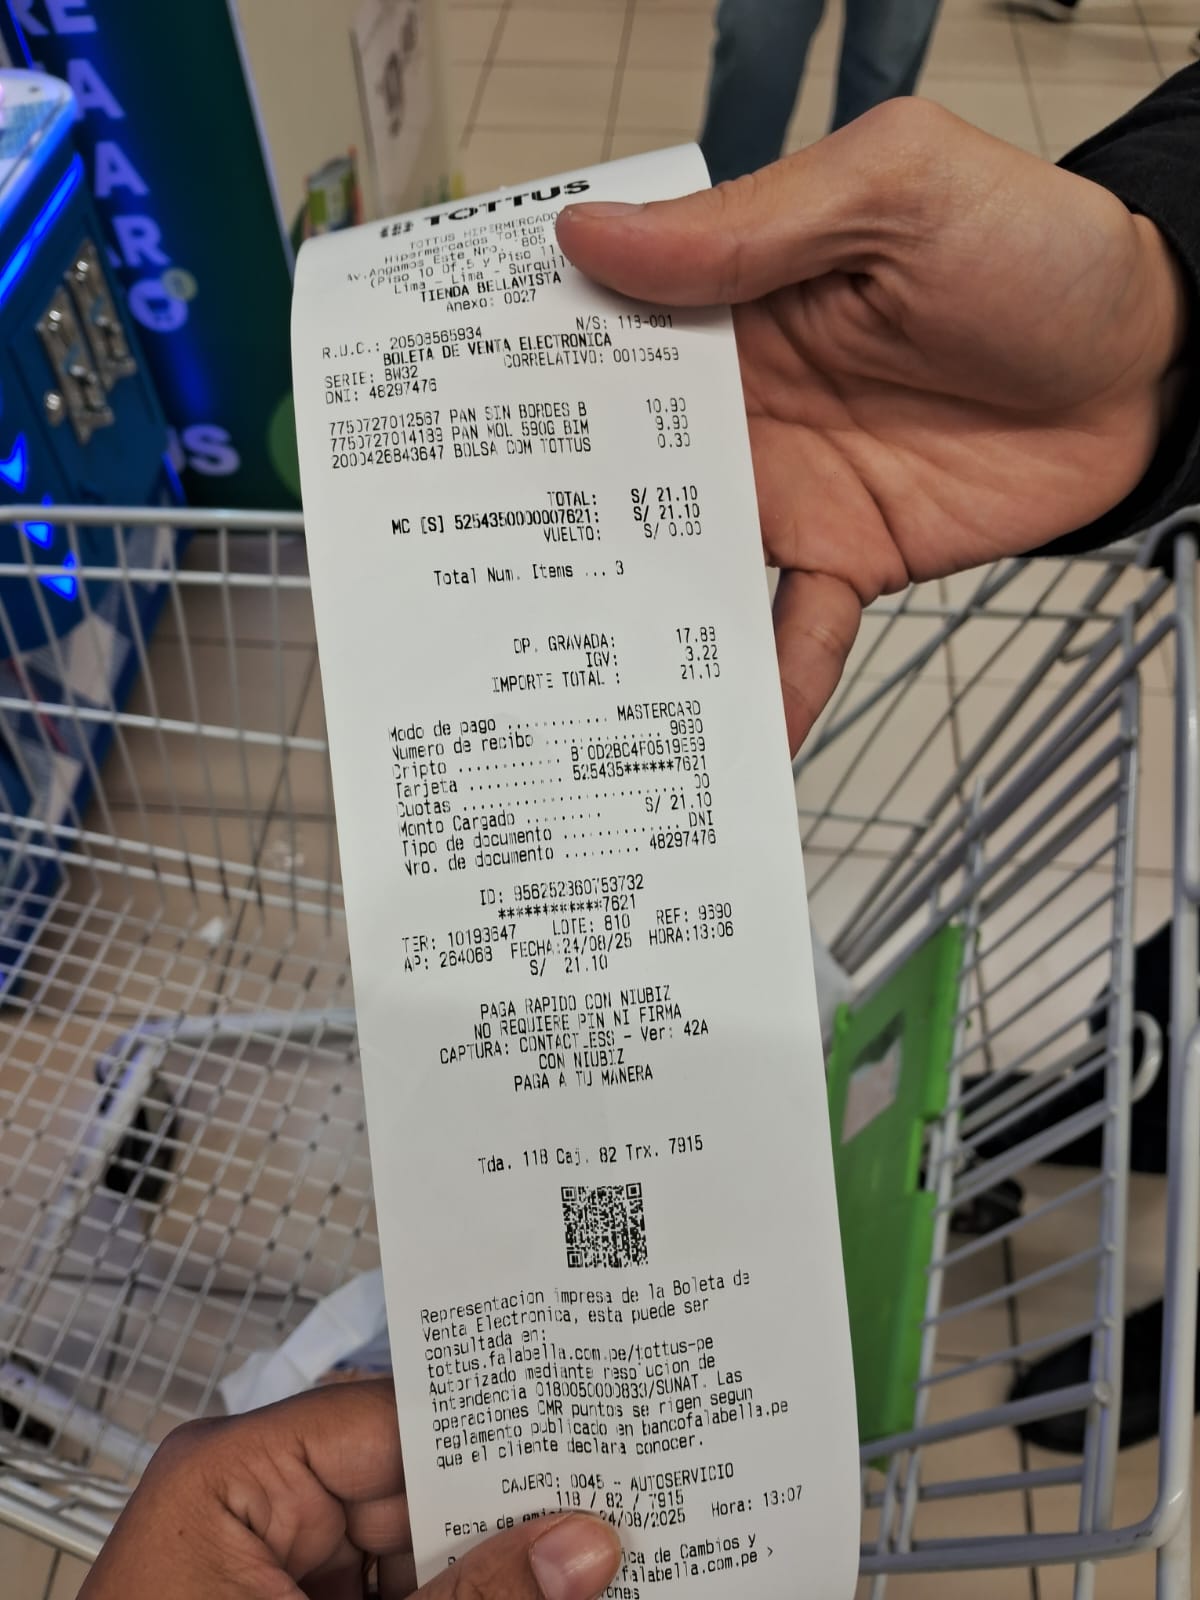 TOTTUS
TOTTUS HIPERMERCADO
Hipermercados Tottus
Av.Angamos Este Nro. 805
(Piso 10 Of.5 y Piso 11
Lima - Lima - Surquil
TIENDA BELLAVISTA
Anexo: 0027
R.U.C.: 20508565934 N/S: 118-001
BOLETA DE VENTA ELECTRONICA
SERIE: BW32 CORRELATIVO: 00105459
DNI: 48297476
7750727012567 PAN SIN BORDES B 10.90
7750727014189 PAN MOL 590G BIM 9.90
2000426843647 BOLSA COM TOTTUS 0.30
TOTAL: S/ 21.10
MC [S] 5254350000007621: S/ 21.10
VUELTO: S/ 0.00
Total Num. Items ... 3
OP. GRAVADA: 17.88
IGV: 3.22
IMPORTE TOTAL : 21.10
Modo de pago ............ MASTERCARD
Numero de recibo .............. 9690
Cripto ............
Tarjeta .......... 525435******7621
Cuotas ......................... 00
Monto Cargado ......... S/ 21.10
Tipo de documento .............. DNI
Nro. de documento ......... 48297476
ID: 956252360753732
************7621
TER: 10193647 LOTE: 810 REF: 9690
AP: 264068 FECHA:24/08/25 HORA:13:06
S/ 21.10
PAGA RAPIDO CON NIUBIZ
NO REQUIERE PIN NI FIRMA
CAPTURA: CONTACTLESS - Ver: 42A
CON NIUBIZ
PAGA A TU MANERA
Tda. 118 Caj. 82 Trx. 7915
Representacion impresa de la Boleta de
Venta Electronica, esta puede ser
consultada en:
tottus.falabella.com.pe/tottus-pe
Autorizado mediante resolucion de
intendencia 0180050000833/SUNAT. Las
operaciones CMR puntos se rigen segun
reglamento publicado en bancofalabella.pe
que el cliente declara conocer.
CAJERO: 0045 - AUTOSERVICIO
118 / 82 / 7915
Fecha de emi 24/08/2025 Hora: 13:07
ica de Cambios y
.falabella.com.pe >
ones